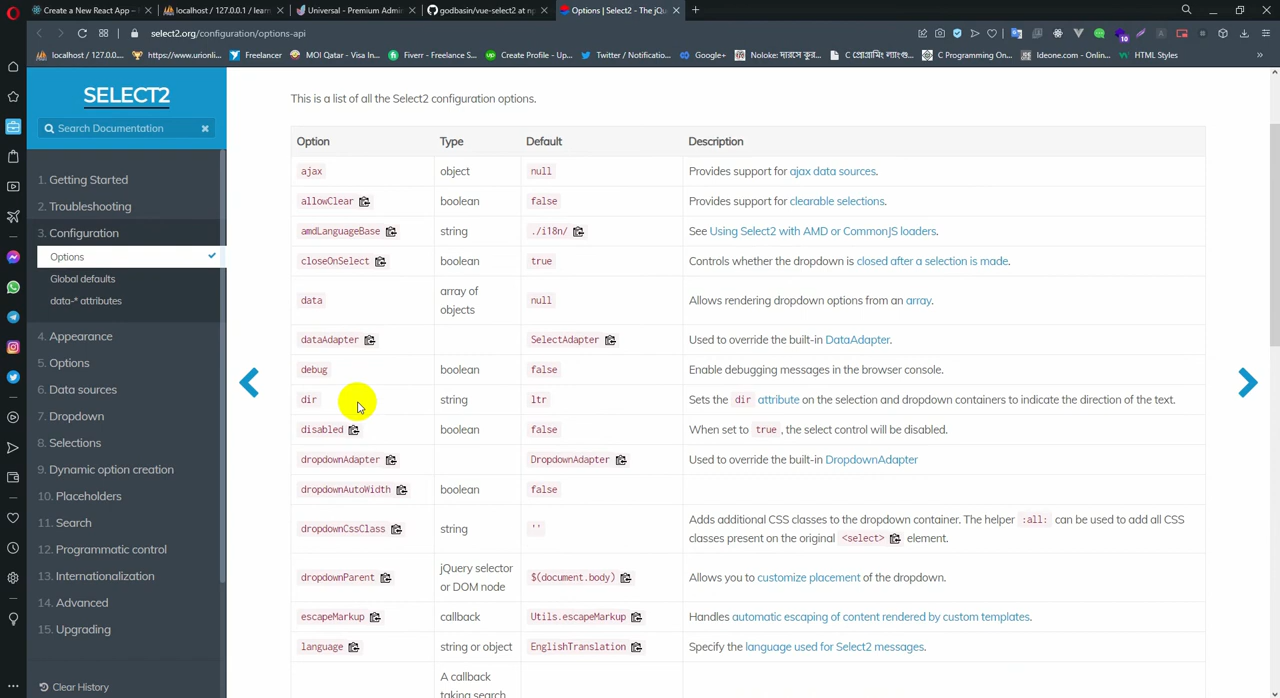 Create a New React App –
localhost / 127.0.0.1 / learn
Universal - Premium Admin
godbasin/vue-select2 at np
Options | Select2 - The jQu
select2.org/configuration/options-api
localhost / 127.0.0....
https://www.urionli...
Freelancer
MOI Qatar - Visa In...
Fiverr - Freelance S...
Create Profile - Up...
Twitter / Notificatio...
Google+
C Programming On...
Ideone.com - Onlin...
HTML Styles
10
SELECT2
Search Documentation
1. Getting Started
2. Troubleshooting
3. Configuration
Options
Global defaults
data-* attributes
4. Appearance
5. Options
6. Data sources
7. Dropdown
8. Selections
9. Dynamic option creation
10. Placeholders
11. Search
12. Programmatic control
13. Internationalization
14. Advanced
15. Upgrading
Clear History
This is a list of all the Select2 configuration options.
Option Type Default Description
ajax object null Provides support for ajax data sources.
allowClear boolean false Provides support for clearable selections.
amdLanguageBase string ./i18n/ See Using Select2 with AMD or CommonJS loaders.
closeOnSelect boolean true Controls whether the dropdown is closed after a selection is made.
array of
data null Allows rendering dropdown options from an array.
objects
dataAdapter SelectAdapter Used to override the built-in DataAdapter.
debug boolean false Enable debugging messages in the browser console.
dir string ltr Sets the dir attribute on the selection and dropdown containers to indicate the direction of the text.
disabled boolean false When set to true, the select control will be disabled.
dropdownAdapter DropdownAdapter Used to override the built-in DropdownAdapter
dropdownAutoWidth boolean false
Adds additional CSS classes to the dropdown container. The helper :all: can be used to add all CSS
dropdownCssClass string ''
classes present on the original <select> element.
jQuery selector
dropdownParent $(document.body) Allows you to customize placement of the dropdown.
or DOM node
escapeMarkup callback Utils.escapeMarkup Handles automatic escaping of content rendered by custom templates.
language string or object EnglishTranslation Specify the language used for Select2 messages.
A callback
taking search